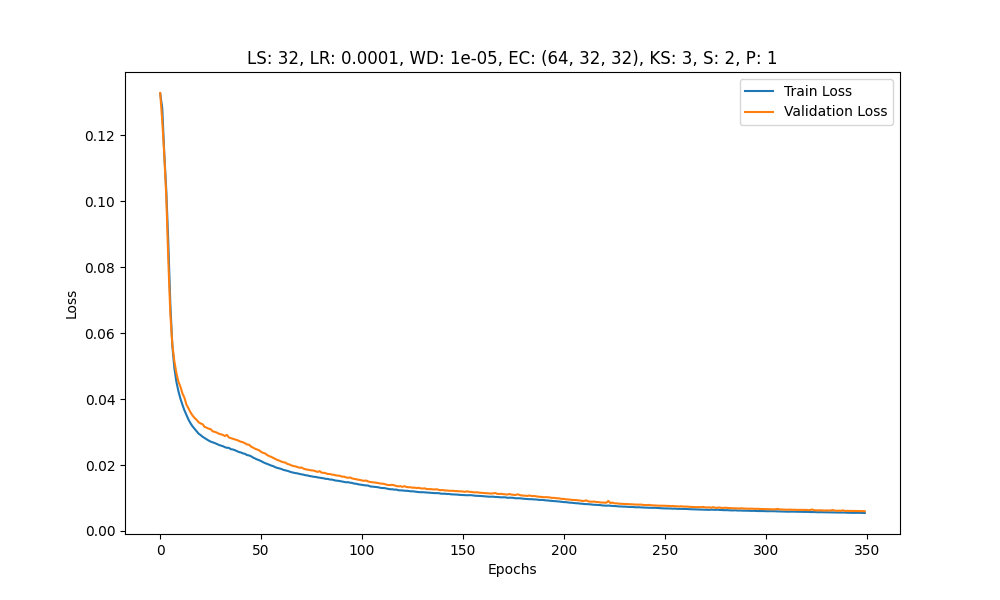 LS: 32, LR: 0.0001, WD: 1e-05, EC: (64, 32, 32), KS: 3, S: 2, P: 1
Train Loss
Validation Loss
0.12
0.10
0.08
0.06
0.04
0.02
0.00
Loss
0 50 100 150 200 250 300 350
Epochs